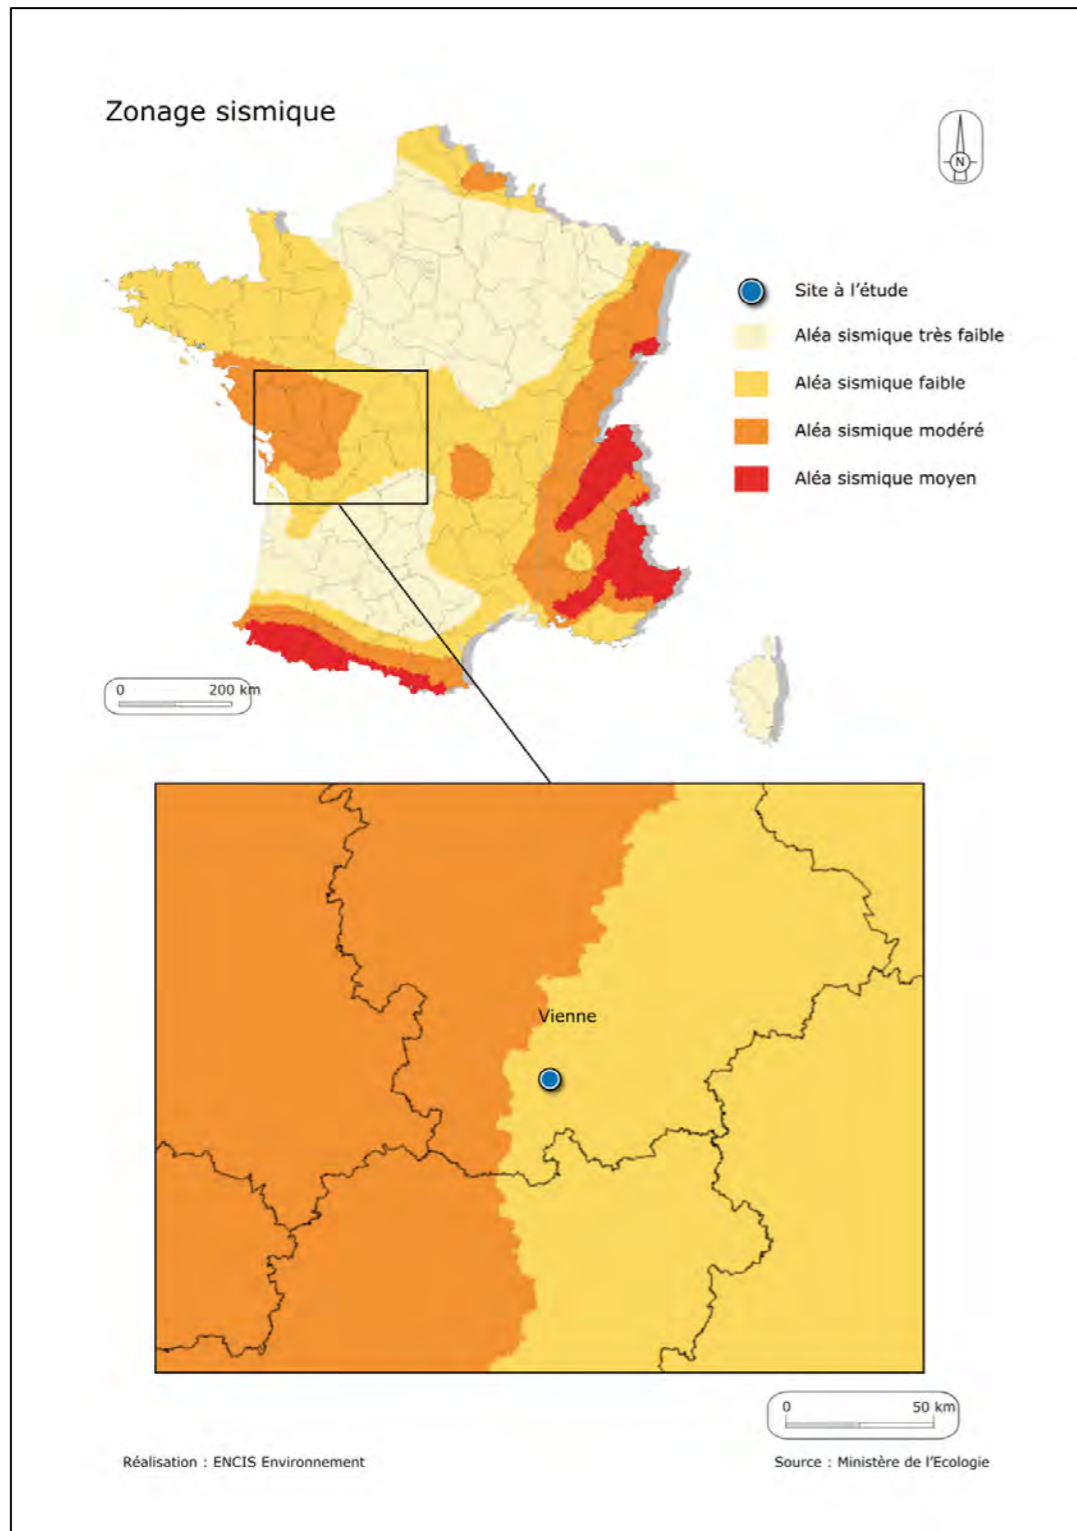 Zonage sismique
N
Site à l'étude
Aléa sismique très faible
Aléa sismique faible
Aléa sismique modéré
Aléa sismique moyen
0 200 km
Vienne
0 50 km
Réalisation : ENCIS Environnement
Source : Ministère de l'Ecologie